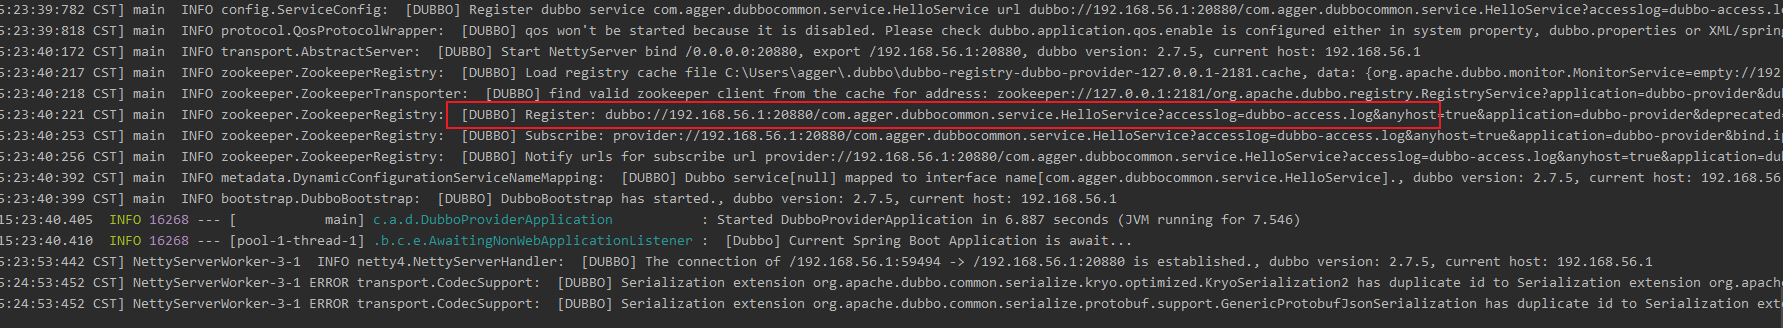 5:23:39:782 CST] main  INFO config.ServiceConfig:  [DUBBO] Register dubbo service com.agger.dubbocommon.service.HelloService url dubbo://192.168.56.1:20880/com.agger.dubbocommon.service.HelloService?accesslog=dubbo-access.lo
5:23:39:818 CST] main  INFO protocol.QosProtocolWrapper:  [DUBBO] qos won't be started because it is disabled. Please check dubbo.application.qos.enable is configured either in system property, dubbo.properties or XML/spring
5:23:40:172 CST] main  INFO transport.AbstractServer:  [DUBBO] Start NettyServer bind /0.0.0.0:20880, export /192.168.56.1:20880, dubbo version: 2.7.5, current host: 192.168.56.1
5:23:40:217 CST] main  INFO zookeeper.ZookeeperRegistry:  [DUBBO] Load registry cache file C:\Users\agger\.dubbo\dubbo-registry-dubbo-provider-127.0.0.1-2181.cache, data: {org.apache.dubbo.monitor.MonitorService=empty://192
5:23:40:218 CST] main  INFO zookeeper.ZookeeperTransporter:  [DUBBO] find valid zookeeper client from the cache for address: zookeeper://127.0.0.1:2181/org.apache.dubbo.registry.RegistryService?application=dubbo-provider&dub
5:23:40:221 CST] main  INFO zookeeper.ZookeeperRegistry:  [DUBBO] Register: dubbo://192.168.56.1:20880/com.agger.dubbocommon.service.HelloService?accesslog=dubbo-access.log&anyhost=true&application=dubbo-provider&deprecated=
5:23:40:253 CST] main  INFO zookeeper.ZookeeperRegistry:  [DUBBO] Subscribe: provider://192.168.56.1:20880/com.agger.dubbocommon.service.HelloService?accesslog=dubbo-access.log&anyhost=true&application=dubbo-provider&bind.ip
5:23:40:256 CST] main  INFO zookeeper.ZookeeperRegistry:  [DUBBO] Notify urls for subscribe url provider://192.168.56.1:20880/com.agger.dubbocommon.service.HelloService?accesslog=dubbo-access.log&anyhost=true&application=dub
5:23:40:392 CST] main  INFO metadata.DynamicConfigurationServiceNameMapping:  [DUBBO] Dubbo service[null] mapped to interface name[com.agger.dubbocommon.service.HelloService]., dubbo version: 2.7.5, current host: 192.168.56
5:23:40:399 CST] main  INFO bootstrap.DubboBootstrap:  [DUBBO] DubboBootstrap has started., dubbo version: 2.7.5, current host: 192.168.56.1
15:23:40.405  INFO 16268 --- [           main] c.a.d.DubboProviderApplication           : Started DubboProviderApplication in 6.887 seconds (JVM running for 7.546)
15:23:40.410  INFO 16268 --- [pool-1-thread-1] .b.c.e.AwaitingNonWebApplicationListener :  [Dubbo] Current Spring Boot Application is await...
5:23:53:442 CST] NettyServerWorker-3-1  INFO netty4.NettyServerHandler:  [DUBBO] The connection of /192.168.56.1:59494 -> /192.168.56.1:20880 is established., dubbo version: 2.7.5, current host: 192.168.56.1
5:24:53:452 CST] NettyServerWorker-3-1 ERROR transport.CodecSupport:  [DUBBO] Serialization extension org.apache.dubbo.common.serialize.kryo.optimized.KryoSerialization2 has duplicate id to Serialization extension org.apac
5:24:53:452 CST] NettyServerWorker-3-1 ERROR transport.CodecSupport:  [DUBBO] Serialization extension org.apache.dubbo.common.serialize.protobuf.support.GenericProtobufJsonSerialization has duplicate id to Serialization exte